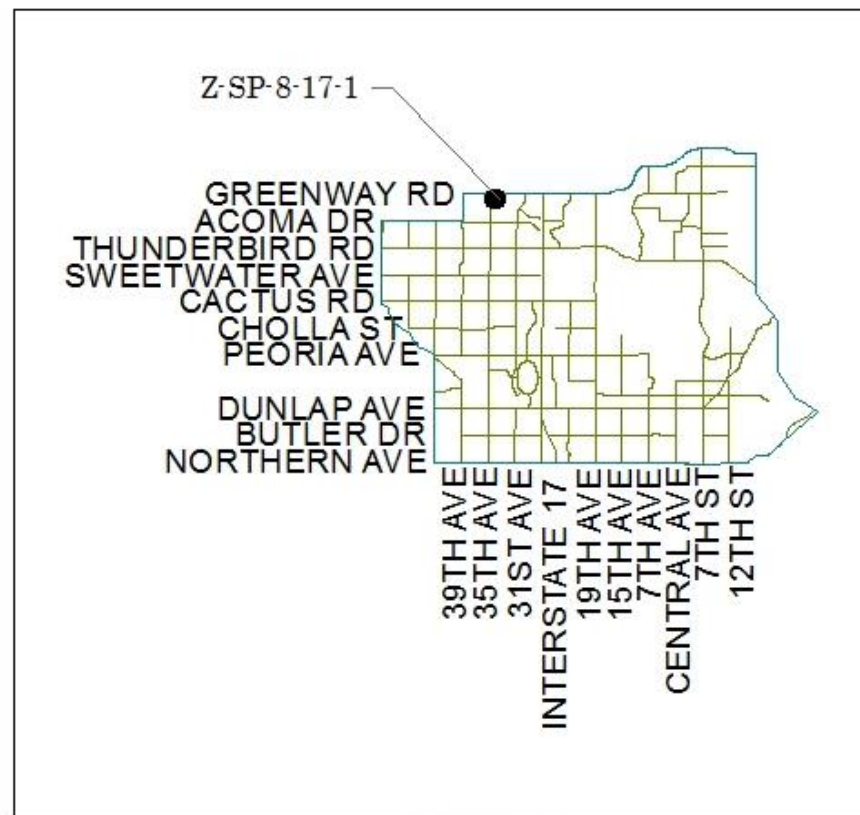 Z-SP-8-17-1
GREENWAY RD
ACOMA DR
THUNDERBIRD RD
SWEETWATER AVE
CACTUS RD
CHOLLA ST
PEORIA AVE
DUNLAP AVE
BUTLER DR
NORTHERN AVE
39TH AVE
35TH AVE
31ST AVE
INTERSTATE 17
19TH AVE
15TH AVE
7TH AVE
CENTRAL AVE
7TH ST
12TH ST